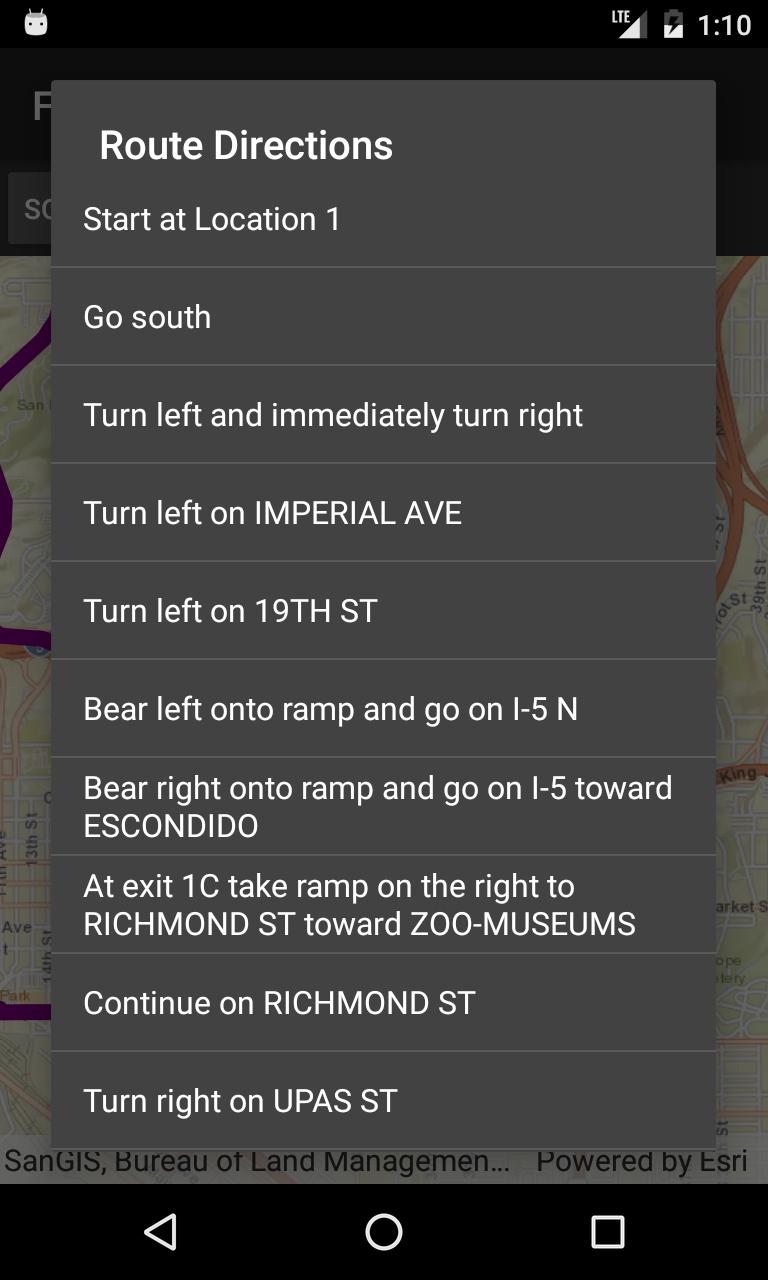 LTE 1:10
F
Route Directions
SO
Start at Location 1
Go south
Turn left and immediately turn right
San
Turn left on IMPERIAL AVE
Turn left on 19TH ST
39th St
Bear left onto ramp and go on I-5 N
King
Bear right onto ramp and go on I-5 toward
ESCONDIDO
13th St
At exit 1C take ramp on the right to
RICHMOND ST toward ZOO-MUSEUMS
Ave
14th St
Park
Continue on RICHMOND ST
Turn right on UPAS ST
St
SanGIS, Bureau of Land Managemen... Powered by Esri